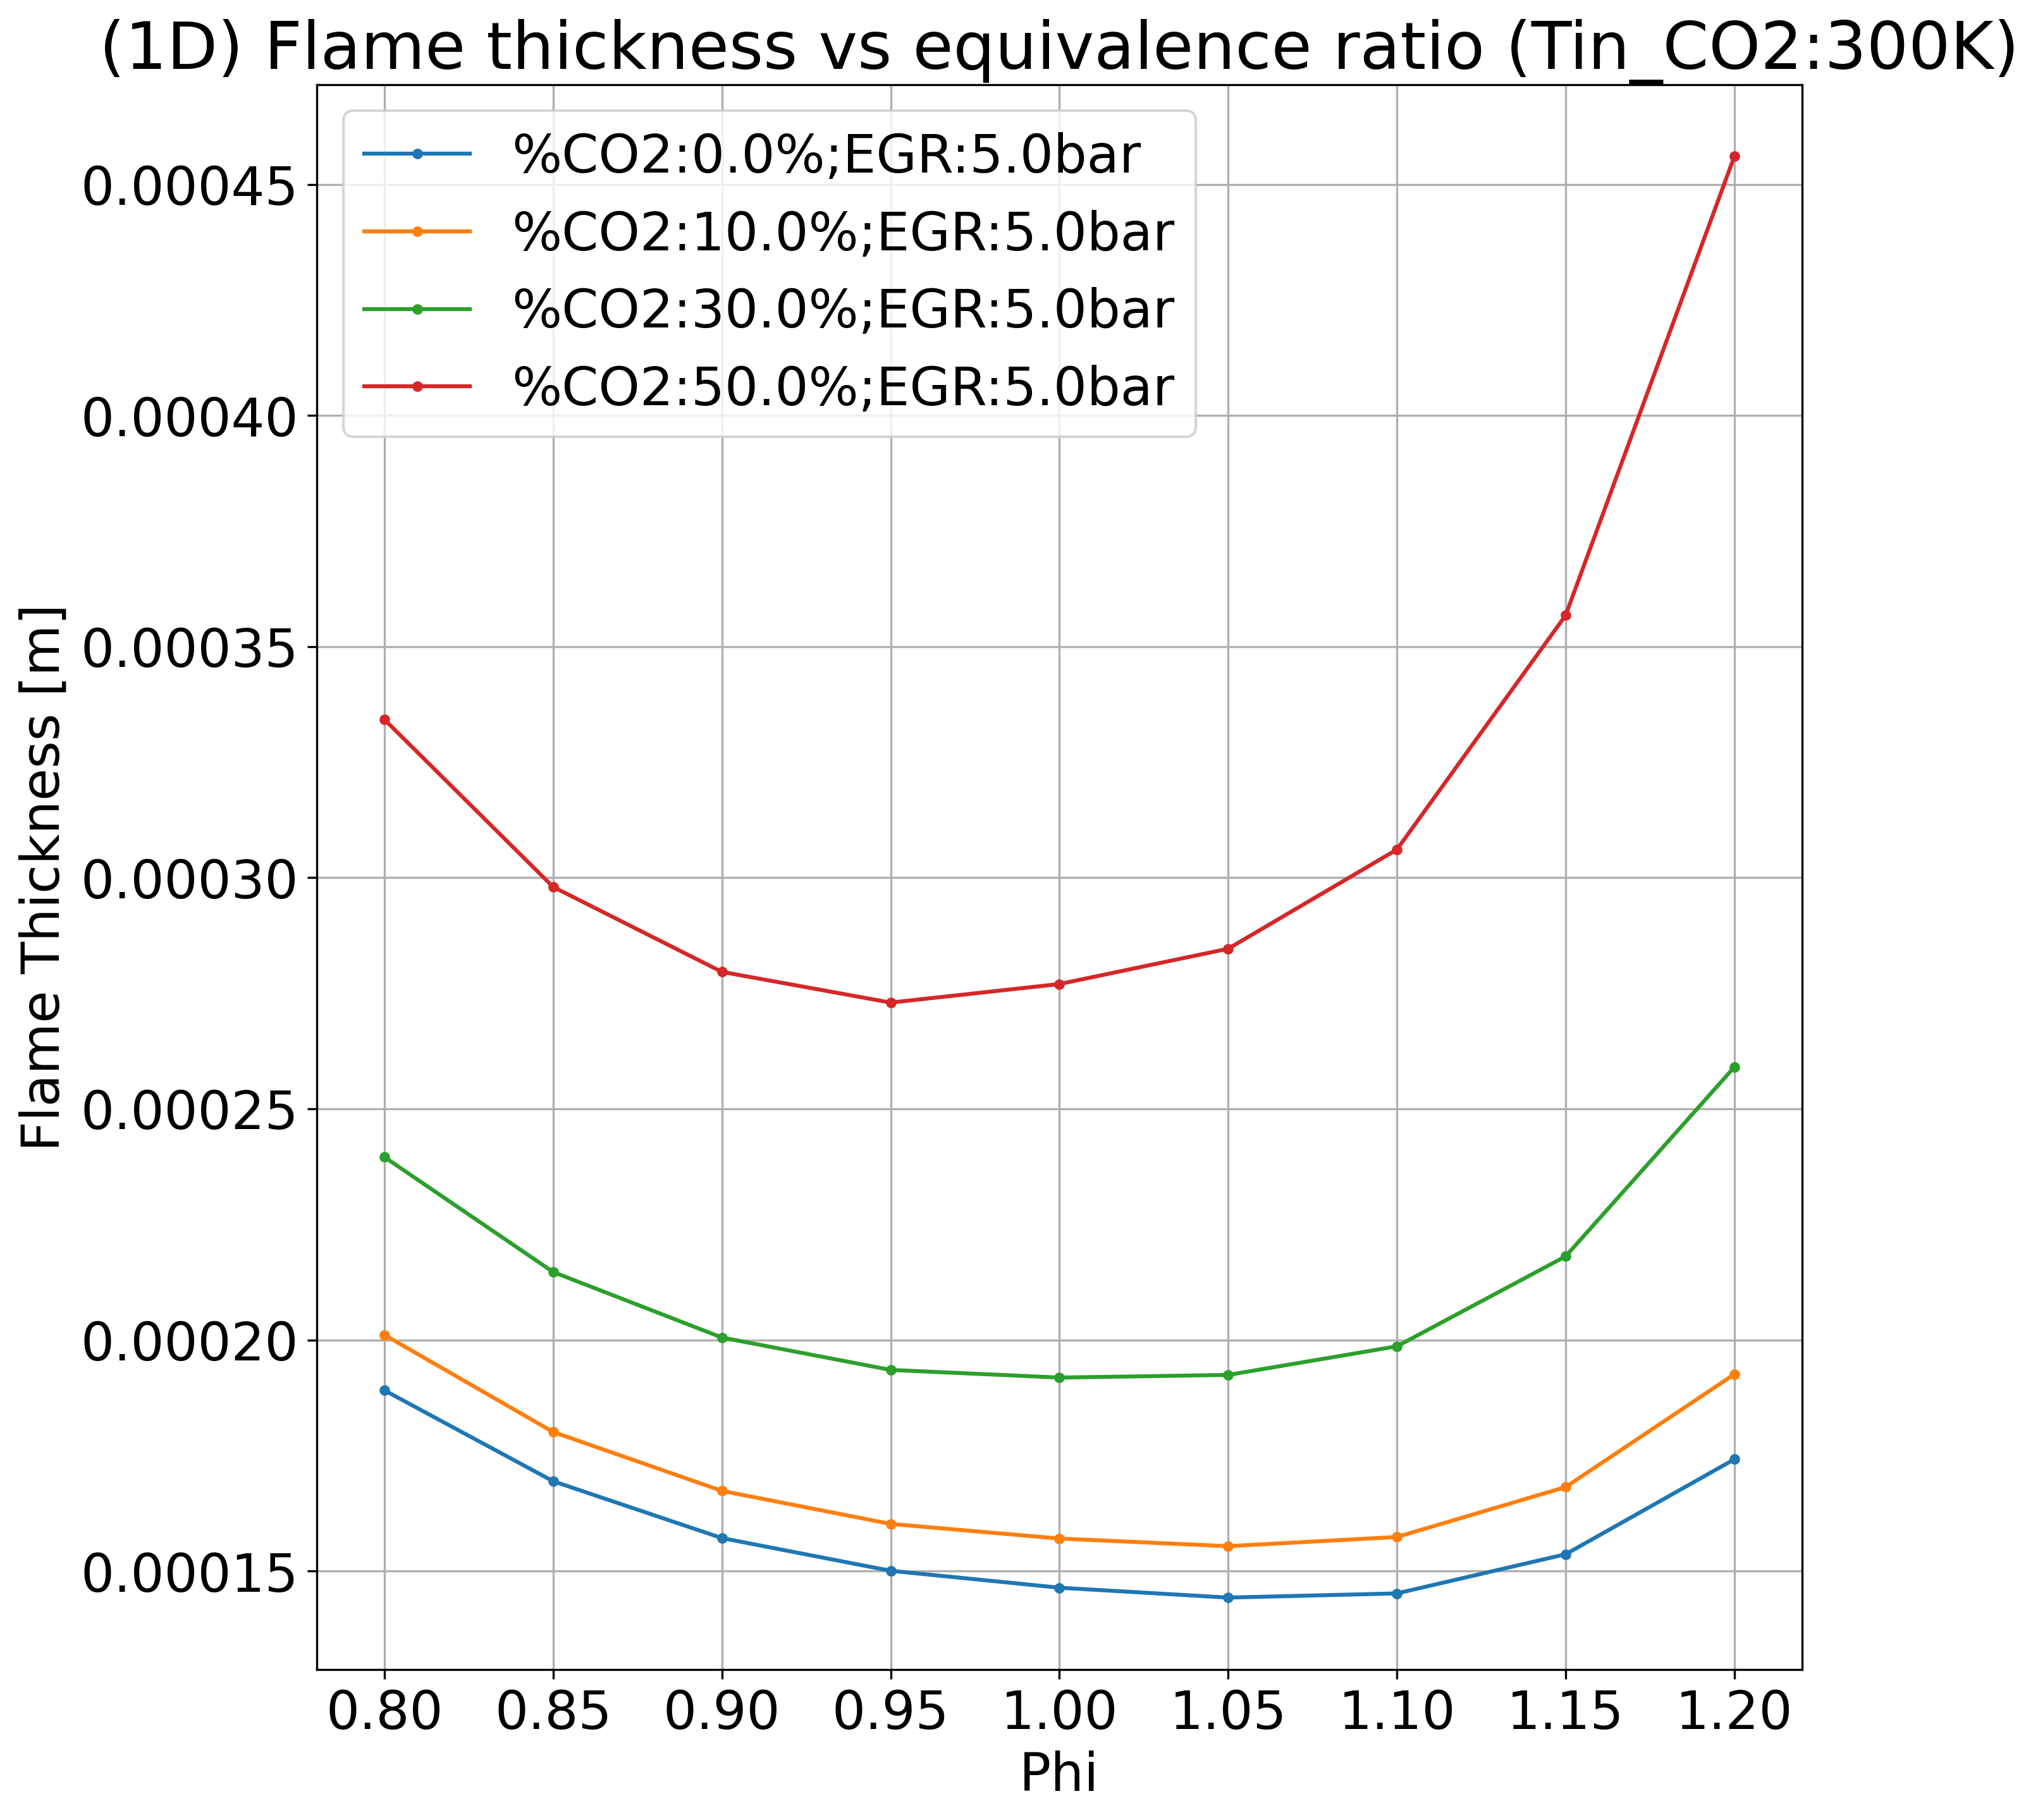 (1D) Flame thickness vs equivalence ratio (Tin_CO2:300K)
%CO2:0.0%;EGR:5.0bar
%CO2:10.0%;EGR:5.0bar
%CO2:30.0%;EGR:5.0bar
%CO2:50.0%;EGR:5.0bar
Flame Thickness [m]
0.00045
0.00040
0.00035
0.00030
0.00025
0.00020
0.00015
0.80 0.85 0.90 0.95 1.00 1.05 1.10 1.15 1.20
Phi